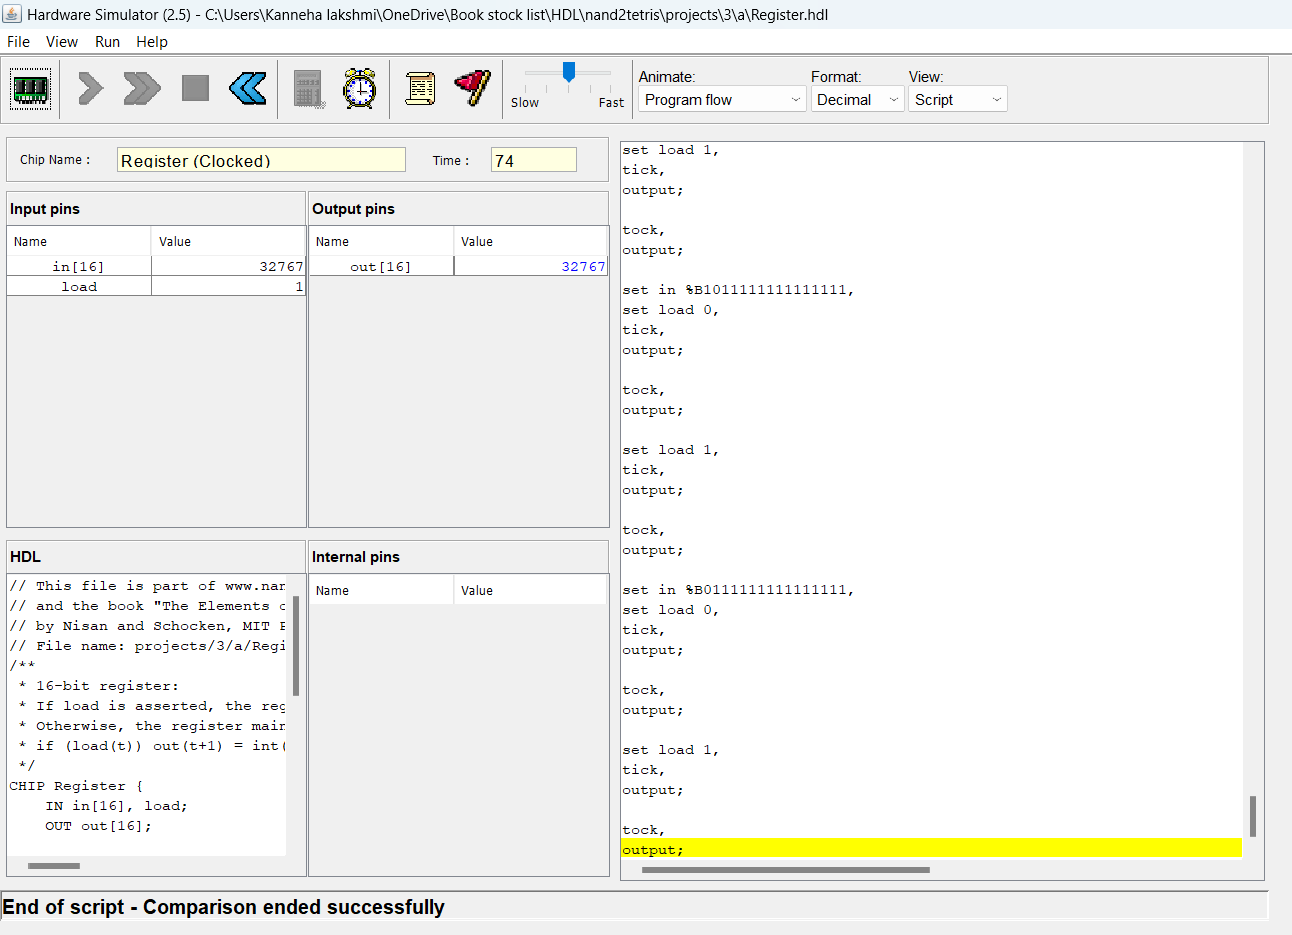 Hardware Simulator (2.5) - C:\Users\Kanneha lakshmi\OneDrive\Book stock list\HDL\nand2tetris\projects\3\a\Register.hdl
File View Run Help
Slow Fast
Animate: Format: View:
Program flow Decimal Script
Chip Name : Register (Clocked) Time : 74
Input pins
Name Value
in[16] 32767
load 1
Output pins
Name Value
out[16] 32767
HDL
// This file is part of www.nan
// and the book "The Elements o
// by Nisan and Schocken, MIT P
// File name: projects/3/a/Regi
/**
* 16-bit register:
* If load is asserted, the reg
* Otherwise, the register main
* if (load(t)) out(t+1) = int(
*/
CHIP Register {
IN in[16], load;
OUT out[16];
Internal pins
Name Value
set load 1,
tick,
output;
tock,
output;
set in %B1011111111111111,
set load 0,
tick,
output;
tock,
output;
set load 1,
tick,
output;
tock,
output;
set in %B0111111111111111,
set load 0,
tick,
output;
tock,
output;
set load 1,
tick,
output;
tock,
output;
End of script - Comparison ended successfully